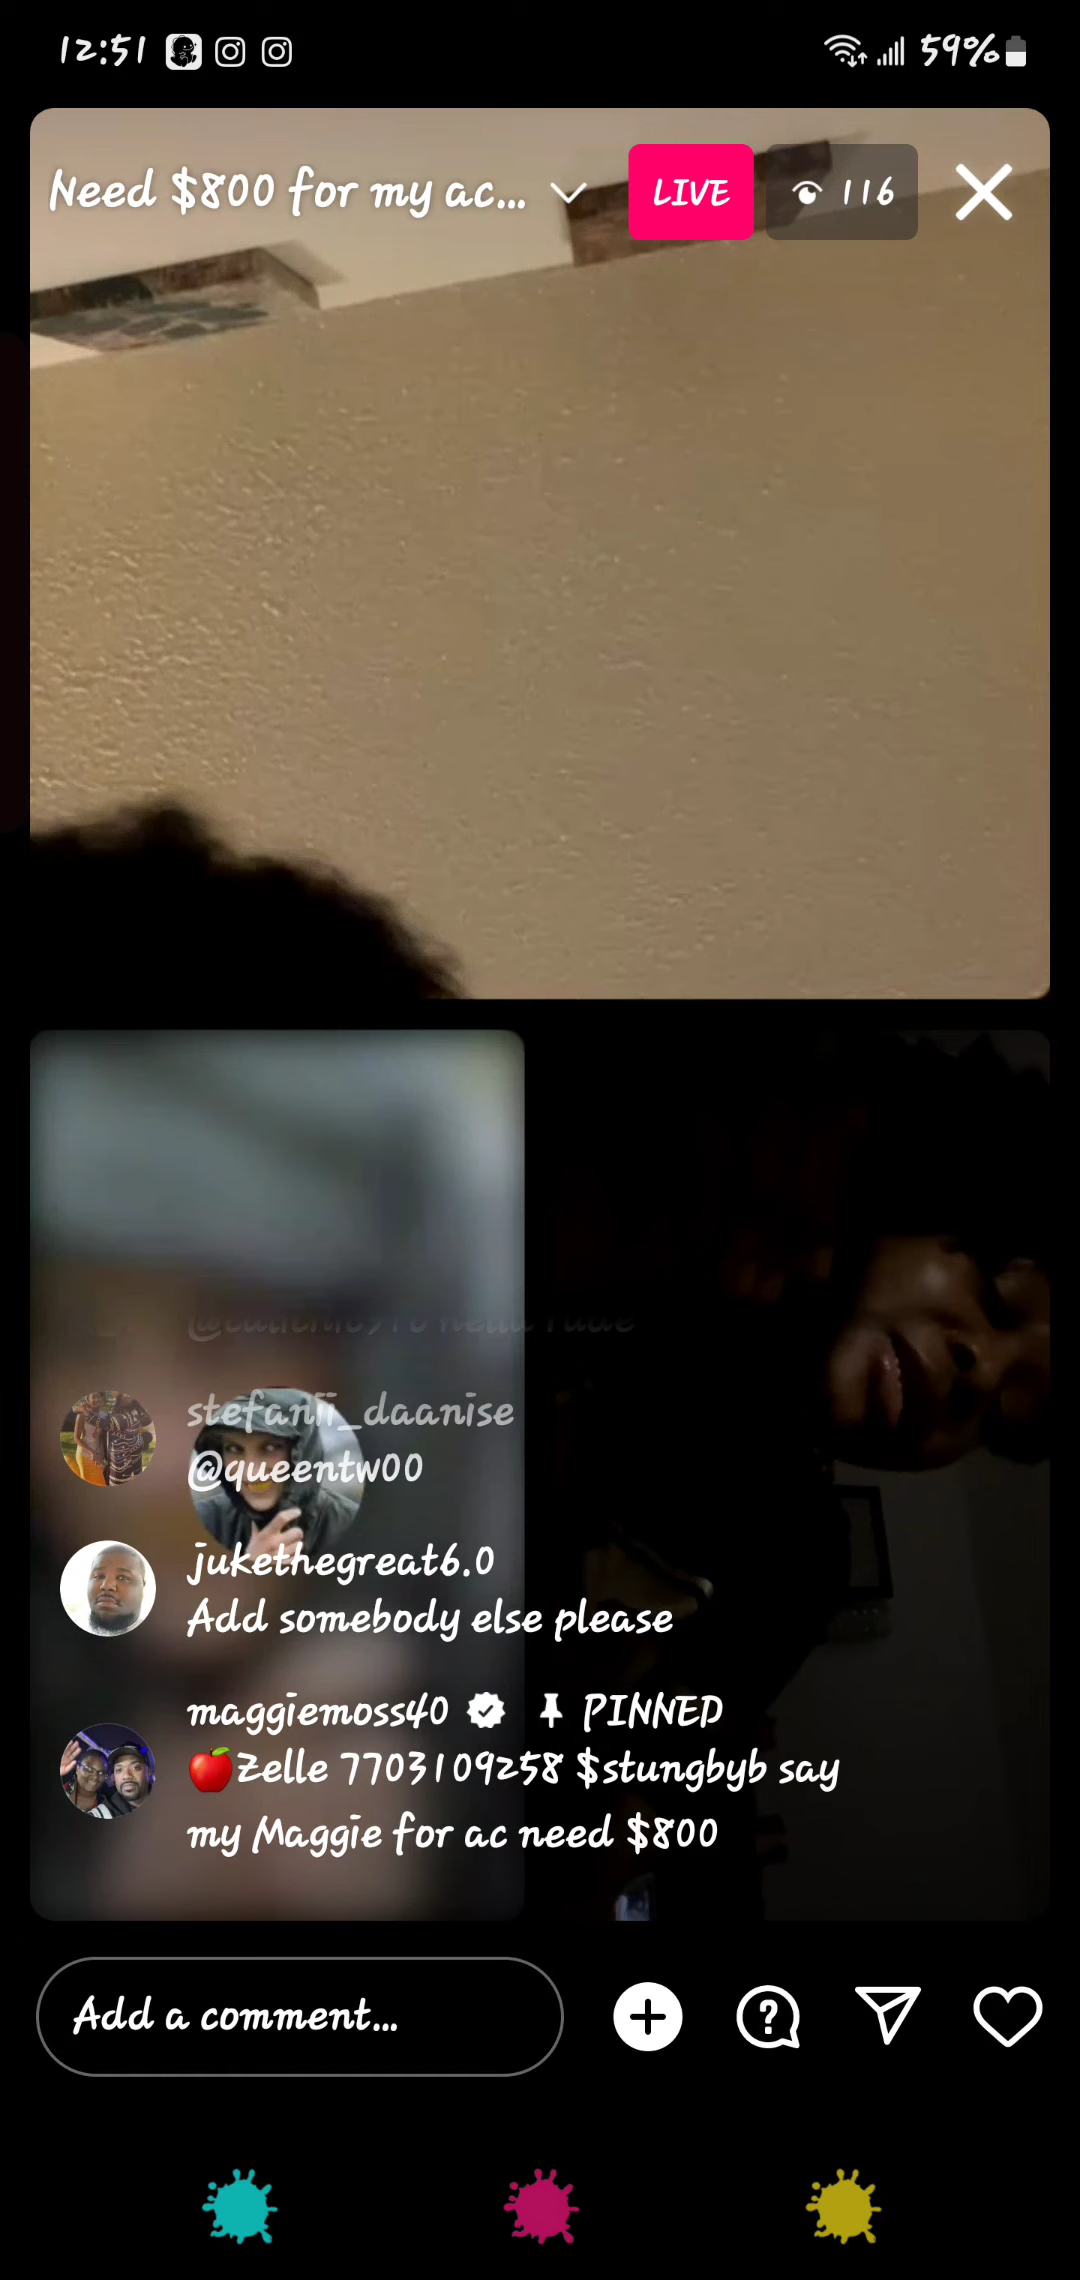 12:51 59%
Need $800 for my ac... LIVE 116
stefanii_daanise
@queentw00
jukethegreat6.0
Add somebody else please
maggiemoss40 PINNED
🍎Zelle 7703109258 $stungbyb say
my Maggie for ac need $800
Add a comment...